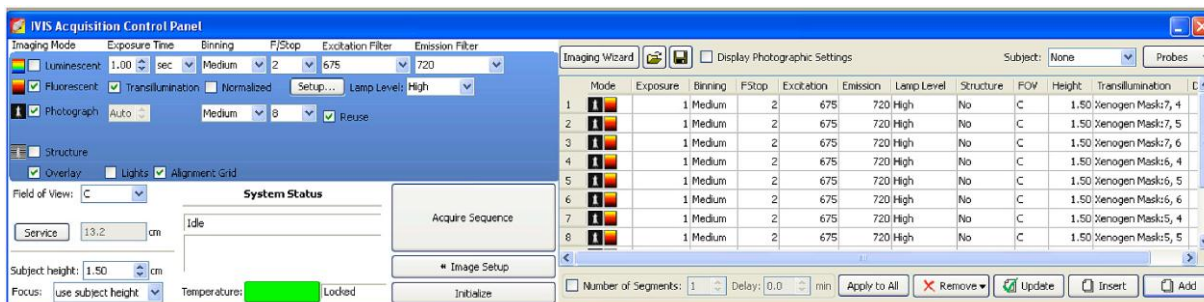 IVIS Acquisition Control Panel
Imaging Mode Exposure Time Binning F/Stop Excitation Filter Emission Filter
Luminescent 1.00 sec Medium 2 675 720
Fluorescent Transillumination Normalized Setup... Lamp Level: High
Photograph Auto Medium 8 Reuse
Structure
Overlay Lights Alignment Grid
Field of View: C System Status
Service 13.2 cm Idle
Acquire Sequence
Subject height: 1.50 cm
« Image Setup
Focus: use subject height Temperature: Locked Initialize
Imaging Wizard Display Photographic Settings Subject: None Probes
Mode Exposure Binning FStop Excitation Emission Lamp Level Structure FOV Height Transillumination D
1 1 Medium 2 675 720 High No C 1.50 Xenogen Mask:7, 4
2 1 Medium 2 675 720 High No C 1.50 Xenogen Mask:7, 5
3 1 Medium 2 675 720 High No C 1.50 Xenogen Mask:7, 6
4 1 Medium 2 675 720 High No C 1.50 Xenogen Mask:6, 4
5 1 Medium 2 675 720 High No C 1.50 Xenogen Mask:6, 5
6 1 Medium 2 675 720 High No C 1.50 Xenogen Mask:6, 6
7 1 Medium 2 675 720 High No C 1.50 Xenogen Mask:5, 4
8 1 Medium 2 675 720 High No C 1.50 Xenogen Mask:5, 5
Number of Segments: 1 Delay: 0.0 min Apply to All Remove Update Insert Add